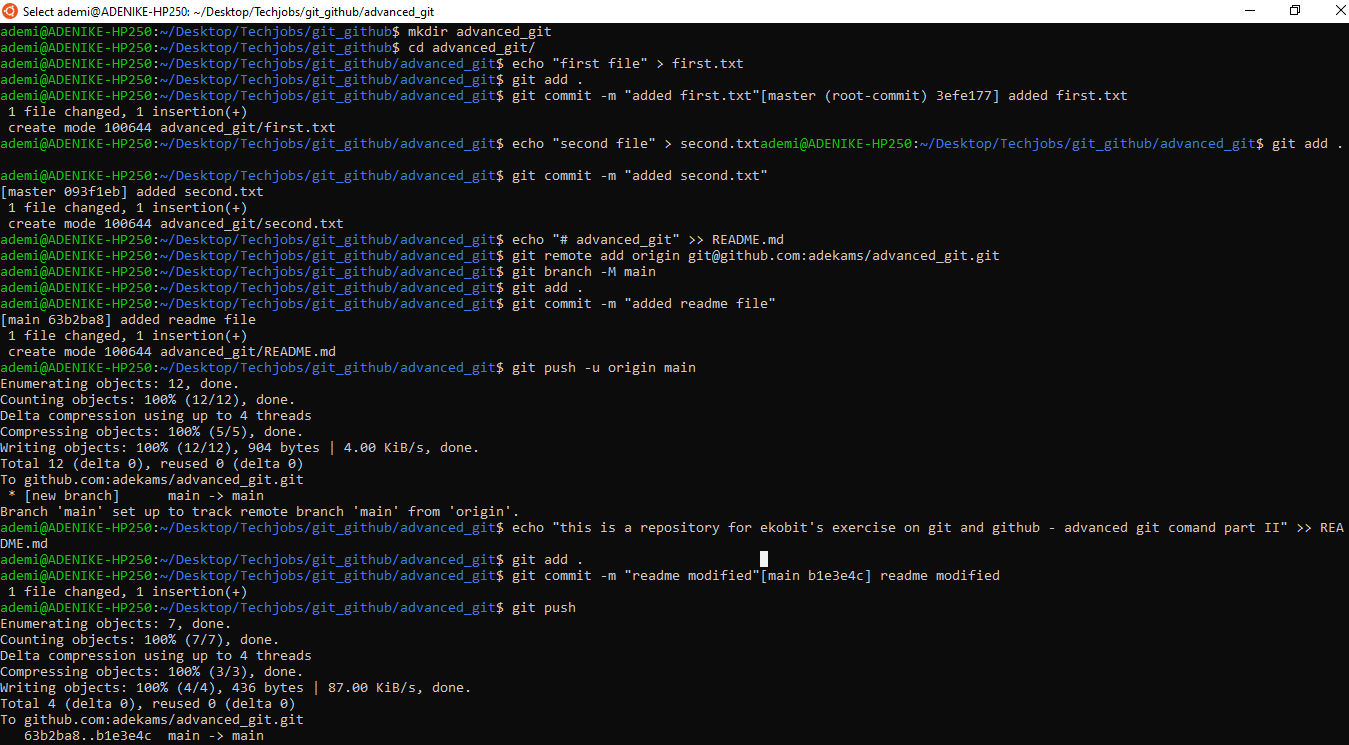 Select ademi@ADENIKE-HP250: ~/Desktop/Techjobs/git_github/advanced_git
ademi@ADENIKE-HP250:~/Desktop/Techjobs/git_github$ mkdir advanced_git
ademi@ADENIKE-HP250:~/Desktop/Techjobs/git_github$ cd advanced_git/
ademi@ADENIKE-HP250:~/Desktop/Techjobs/git_github/advanced_git$ echo "first file" > first.txt
ademi@ADENIKE-HP250:~/Desktop/Techjobs/git_github/advanced_git$ git add .
ademi@ADENIKE-HP250:~/Desktop/Techjobs/git_github/advanced_git$ git commit -m "added first.txt"[master (root-commit) 3efe177] added first.txt
 1 file changed, 1 insertion(+)
 create mode 100644 advanced_git/first.txt
ademi@ADENIKE-HP250:~/Desktop/Techjobs/git_github/advanced_git$ echo "second file" > second.txtademi@ADENIKE-HP250:~/Desktop/Techjobs/git_github/advanced_git$ git add .
ademi@ADENIKE-HP250:~/Desktop/Techjobs/git_github/advanced_git$ git commit -m "added second.txt"
[master 093f1eb] added second.txt
 1 file changed, 1 insertion(+)
 create mode 100644 advanced_git/second.txt
ademi@ADENIKE-HP250:~/Desktop/Techjobs/git_github/advanced_git$ echo "# advanced_git" >> README.md
ademi@ADENIKE-HP250:~/Desktop/Techjobs/git_github/advanced_git$ git remote add origin git@github.com:adekams/advanced_git.git
ademi@ADENIKE-HP250:~/Desktop/Techjobs/git_github/advanced_git$ git branch -M main
ademi@ADENIKE-HP250:~/Desktop/Techjobs/git_github/advanced_git$ git add .
ademi@ADENIKE-HP250:~/Desktop/Techjobs/git_github/advanced_git$ git commit -m "added readme file"
[main 63b2ba8] added readme file
 1 file changed, 1 insertion(+)
 create mode 100644 advanced_git/README.md
ademi@ADENIKE-HP250:~/Desktop/Techjobs/git_github/advanced_git$ git push -u origin main
Enumerating objects: 12, done.
Counting objects: 100% (12/12), done.
Delta compression using up to 4 threads
Compressing objects: 100% (5/5), done.
Writing objects: 100% (12/12), 904 bytes | 4.00 KiB/s, done.
Total 12 (delta 0), reused 0 (delta 0)
To github.com:adekams/advanced_git.git
 * [new branch]      main -> main
Branch 'main' set up to track remote branch 'main' from 'origin'.
ademi@ADENIKE-HP250:~/Desktop/Techjobs/git_github/advanced_git$ echo "this is a repository for ekobit's exercise on git and github - advanced git comand part II" >> REA
DME.md
ademi@ADENIKE-HP250:~/Desktop/Techjobs/git_github/advanced_git$ git add .
ademi@ADENIKE-HP250:~/Desktop/Techjobs/git_github/advanced_git$ git commit -m "readme modified"[main b1e3e4c] readme modified
 1 file changed, 1 insertion(+)
ademi@ADENIKE-HP250:~/Desktop/Techjobs/git_github/advanced_git$ git push
Enumerating objects: 7, done.
Counting objects: 100% (7/7), done.
Delta compression using up to 4 threads
Compressing objects: 100% (3/3), done.
Writing objects: 100% (4/4), 436 bytes | 87.00 KiB/s, done.
Total 4 (delta 0), reused 0 (delta 0)
To github.com:adekams/advanced_git.git
   63b2ba8..b1e3e4c  main -> main